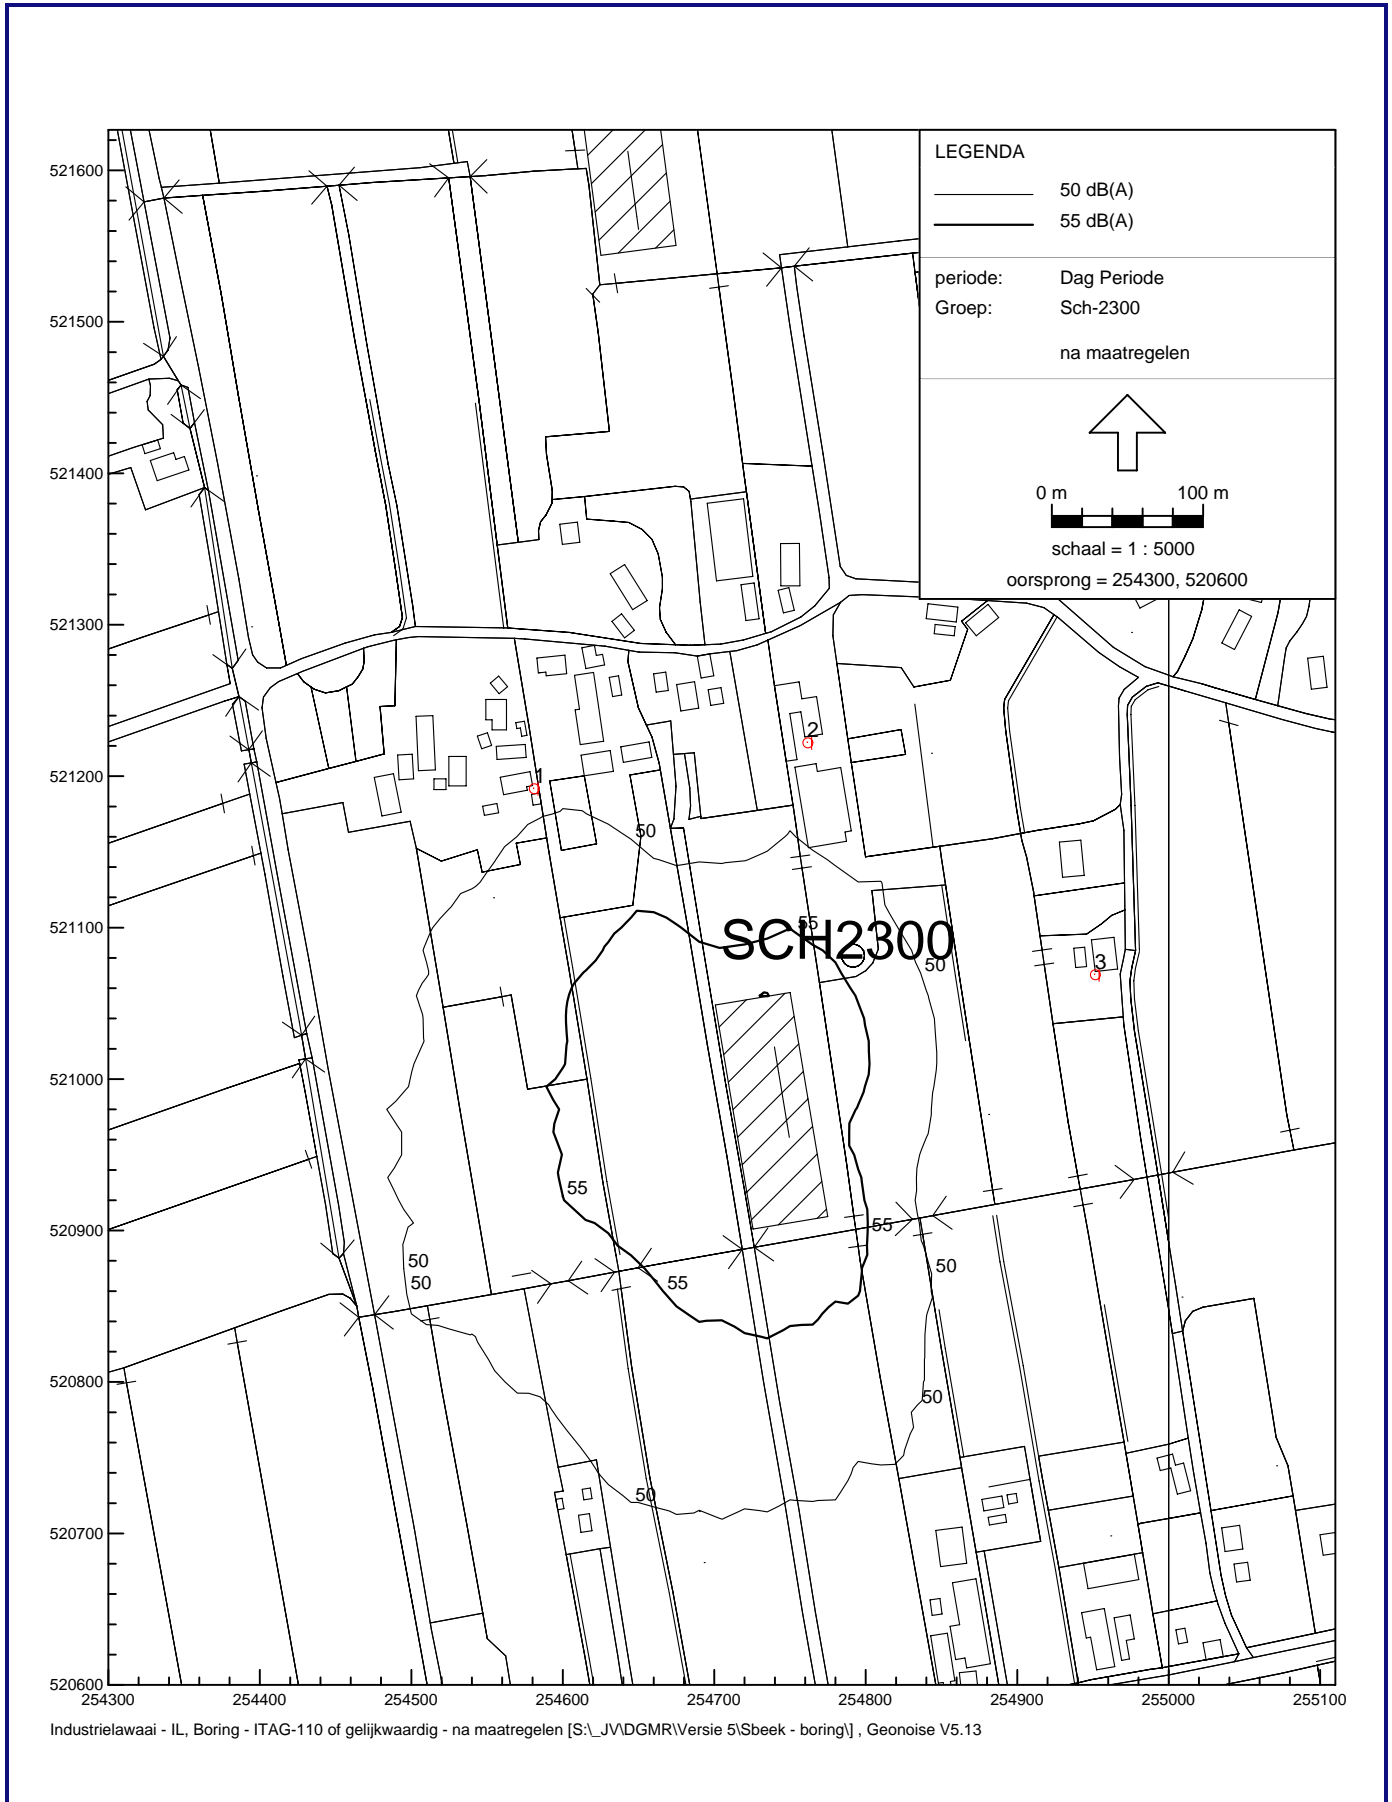 LEGENDA
50 dB(A)
55 dB(A)
periode: Dag Periode
Groep: Sch-2300
na maatregelen
0 m 100 m
schaal = 1 : 5000
oorsprong = 254300, 520600
521600
521500
521400
521300
521200
521100
521000
520900
520800
520700
520600
2
1
50
55
SCH2300
50
3
55
55
50
50
50
55
50
50
254300 254400 254500 254600 254700 254800 254900 255000 255100
Industrielawaai - IL, Boring - ITAG-110 of gelijkwaardig - na maatregelen [S:\_JV\DGMR\Versie 5\Sbeek - boring\] , Geonoise V5.13